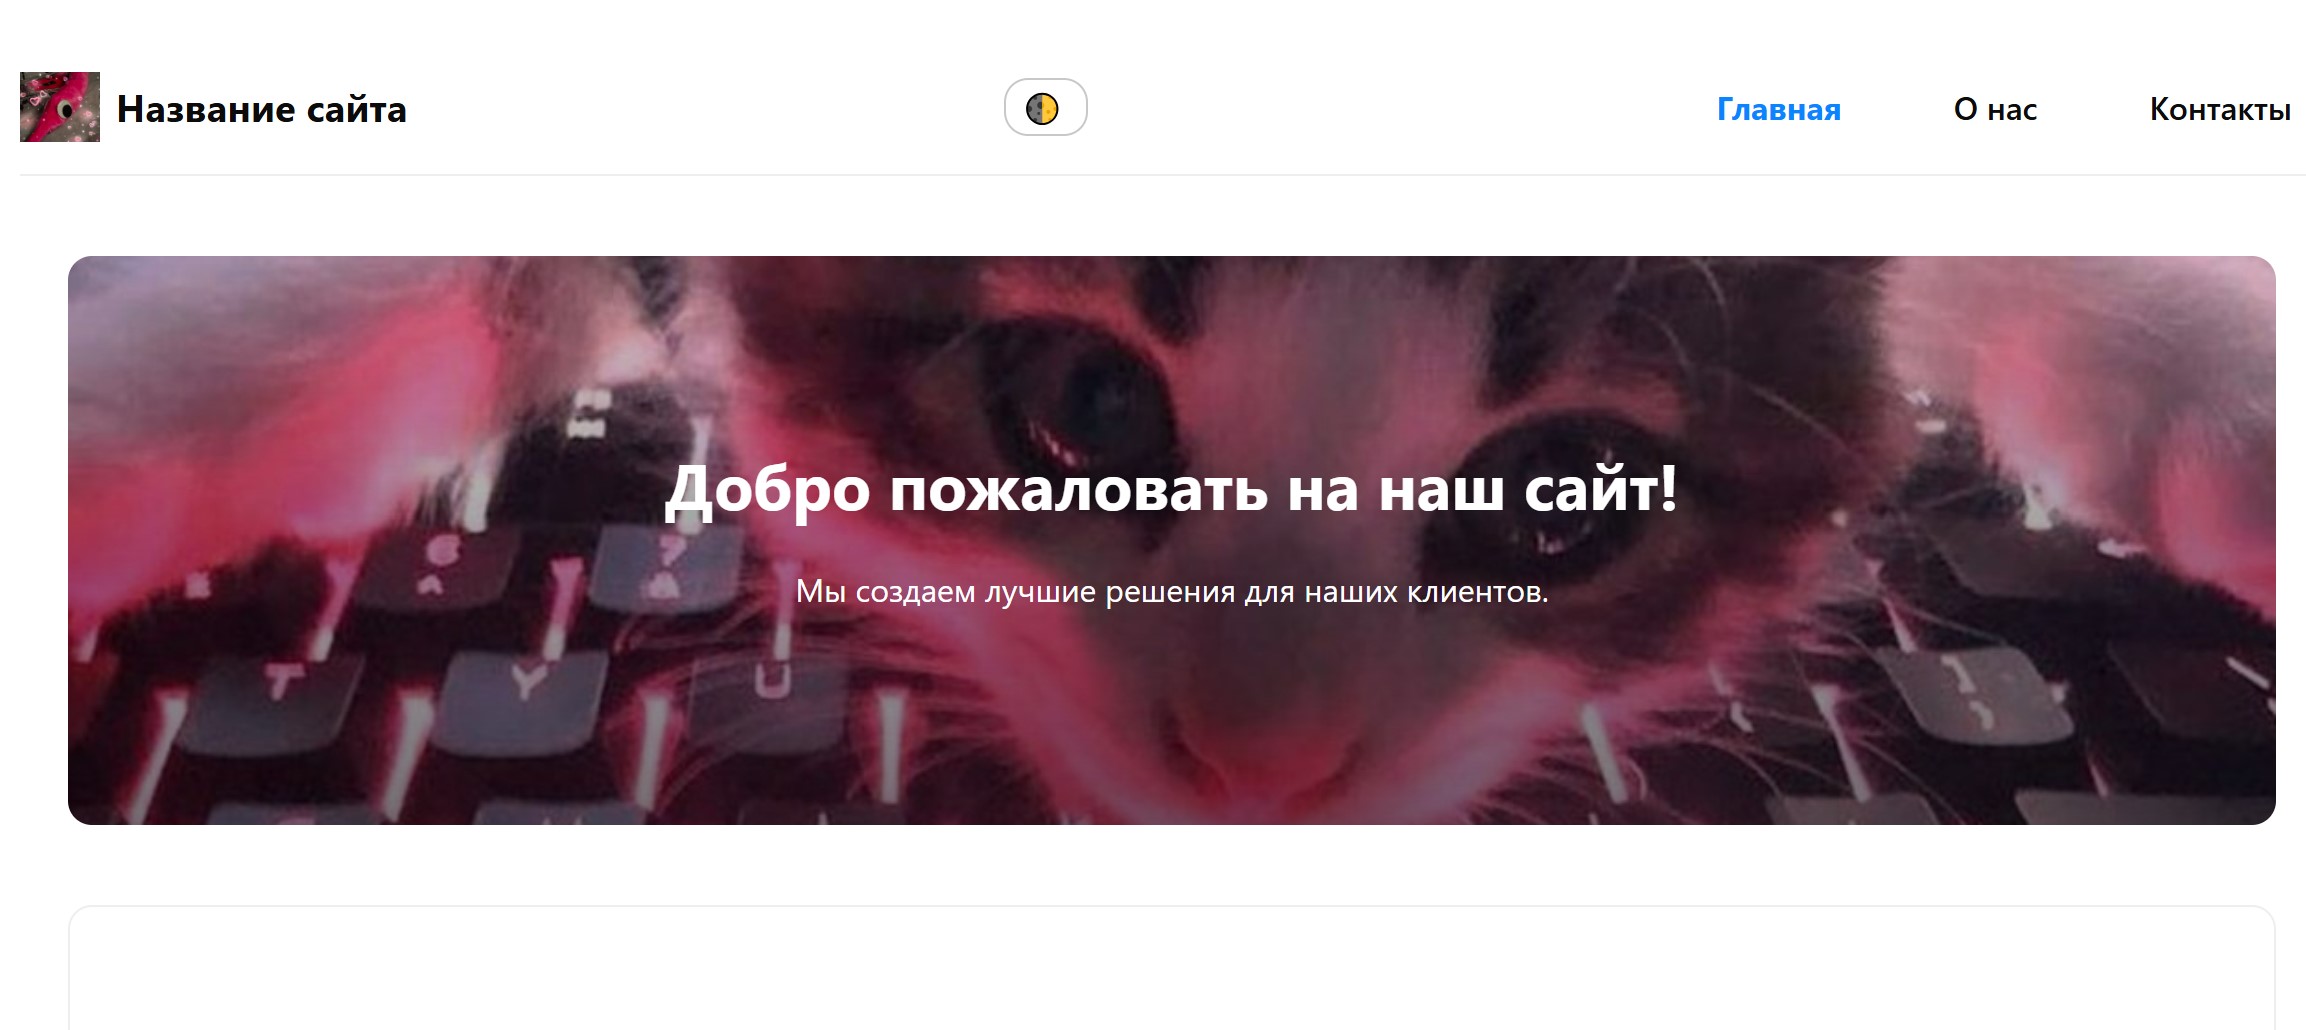 Название сайта
Главная
О нас
Контакты
Добро пожаловать на наш сайт!
Мы создаем лучшие решения для наших клиентов.
T
Y
U